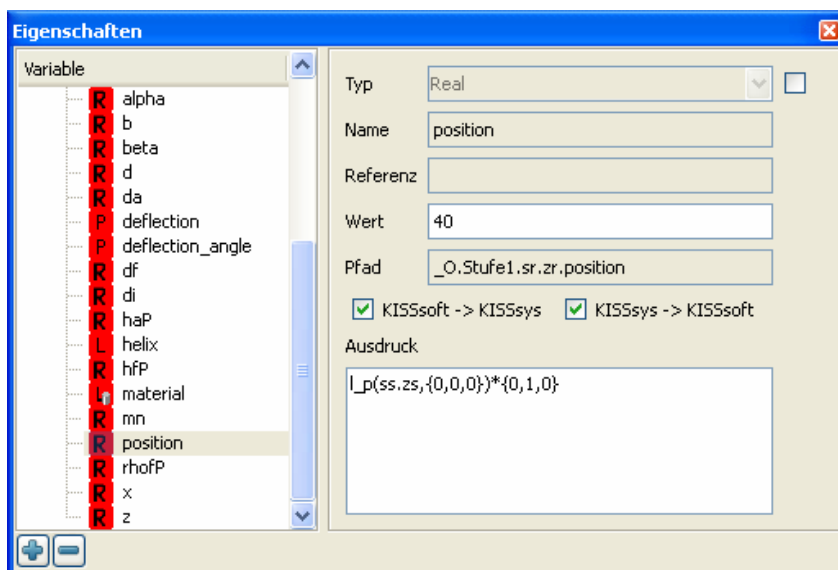 Eigenschaften
Variable
R alpha
R b
R beta
R d
R da
P deflection
P deflection_angle
R df
R di
R haP
L helix
R hfP
L material
R mn
R position
R rhofP
R x
R z
Typ Real
Name position
Referenz
Wert 40
Pfad _O.Stufe1.sr.zr.position
KISSsoft -> KISSsys KISSsys -> KISSsoft
Ausdruck
l_p(ss.zs,{0,0,0})*{0,1,0}